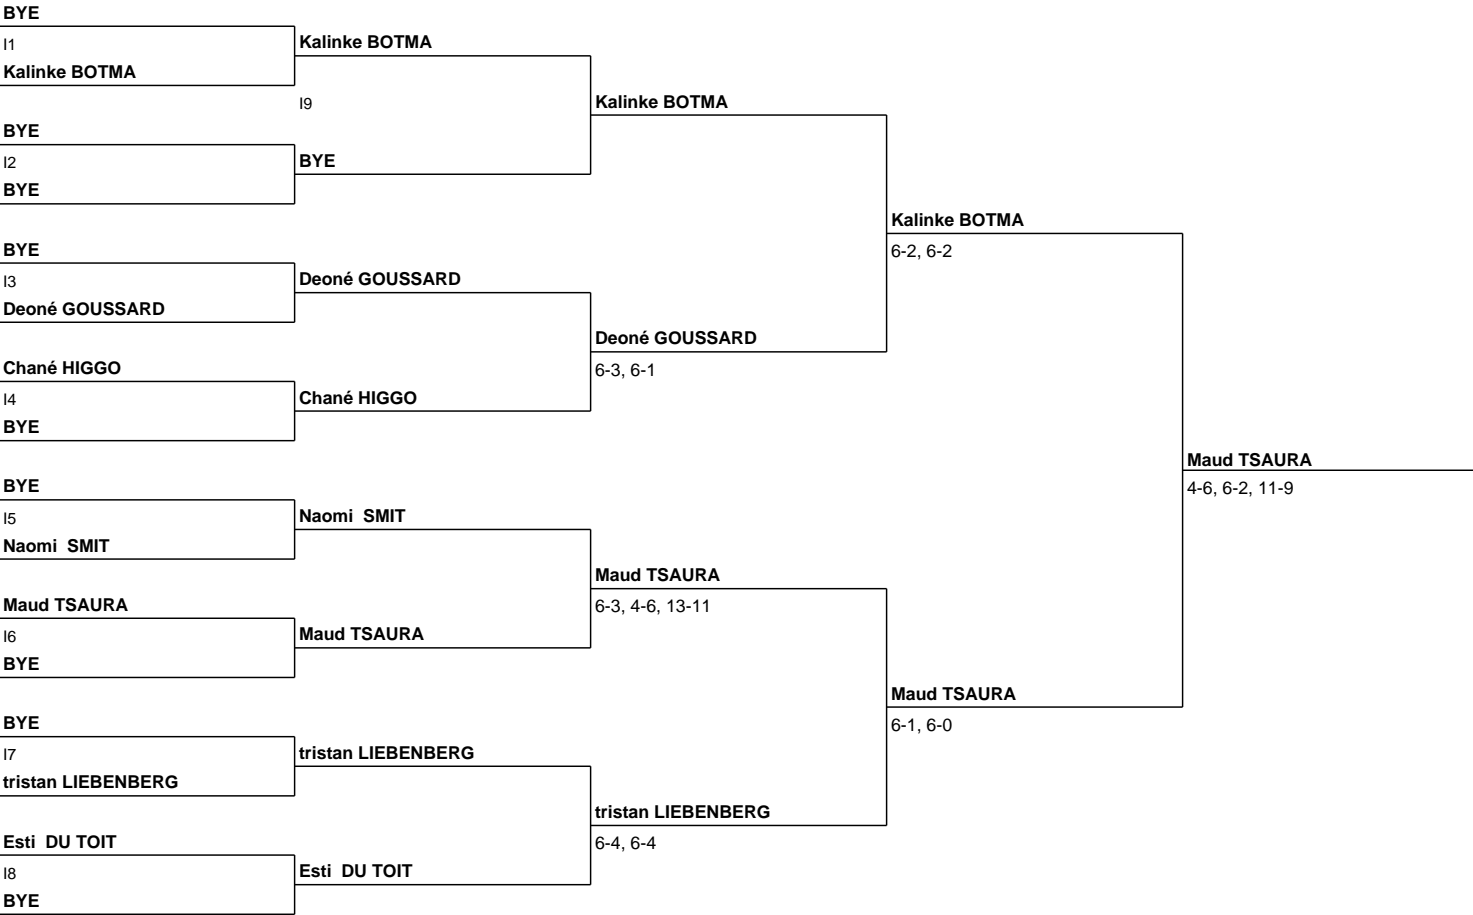 BYE
I1
Kalinke BOTMA
BYE
I2
BYE
BYE
I3
Deoné GOUSSARD
Chané HIGGO
I4
BYE
BYE
I5
Naomi  SMIT
Maud TSAURA
I6
BYE
BYE
I7
tristan LIEBENBERG
Esti  DU TOIT
I8
BYE
Kalinke BOTMA
I9
BYE
Deoné GOUSSARD
Chané HIGGO
Naomi  SMIT
Maud TSAURA
tristan LIEBENBERG
Esti  DU TOIT
Kalinke BOTMA
Deoné GOUSSARD
6-3, 6-1
Maud TSAURA
6-3, 4-6, 13-11
tristan LIEBENBERG
6-4, 6-4
Kalinke BOTMA
6-2, 6-2
Maud TSAURA
6-1, 6-0
Maud TSAURA
4-6, 6-2, 11-9